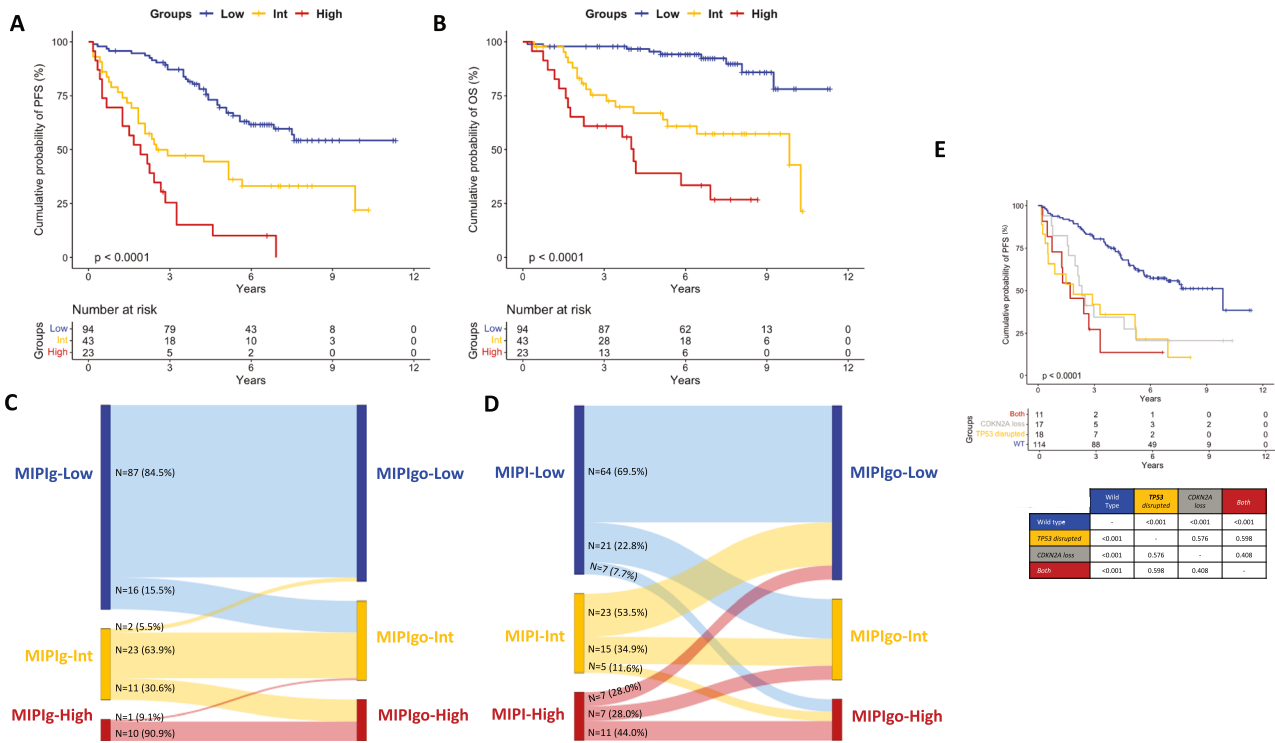 A
Groups Low Int High
Cumulative probability of PFS (%)
100
75
50
25
0
p < 0.0001
0 3 6 9 12
Years
Number at risk
Groups
Low 94 79 43 8 0
Int 43 18 10 3 0
High 23 5 2 0 0
0 3 6 9 12
Years
B
Groups Low Int High
Cumulative probability of OS (%)
100
75
50
25
0
p < 0.0001
0 3 6 9 12
Years
Number at risk
Groups
Low 94 87 62 13 0
Int 43 28 18 6 0
High 23 13 6 0 0
0 3 6 9 12
Years
C
MIPIg-Low
MIPIg-Int
MIPIg-High
N=87 (84.5%)
N=16 (15.5%)
N=2 (5.5%)
N=23 (63.9%)
N=11 (30.6%)
N=1 (9.1%)
N=10 (90.9%)
MIPIgo-Low
MIPIgo-Int
MIPIgo-High
D
MIPI-Low
MIPI-Int
MIPI-High
N=64 (69.5%)
N=21 (22.8%)
N=7 (7.7%)
N=23 (53.5%)
N=15 (34.9%)
N=5 (11.6%)
N=7 (28.0%)
N=7 (28.0%)
N=11 (44.0%)
MIPIgo-Low
MIPIgo-Int
MIPIgo-High
E
Cumulative probability of PFS (%)
100
75
50
25
0
p < 0.0001
0 3 6 9 12
Years
Groups
Both 11 2 1 0 0
CDKN2A loss 17 5 3 2 0
TP53 disrupted 18 7 2 0 0
WT 114 88 49 9 0
0 3 6 9 12
Years
Wild Type TP53 disrupted CDKN2A loss Both
Wild type - <0.001 <0.001 <0.001
TP53 disrupted <0.001 - 0.576 0.598
CDKN2A loss <0.001 0.576 - 0.408
Both <0.001 0.598 0.408 -